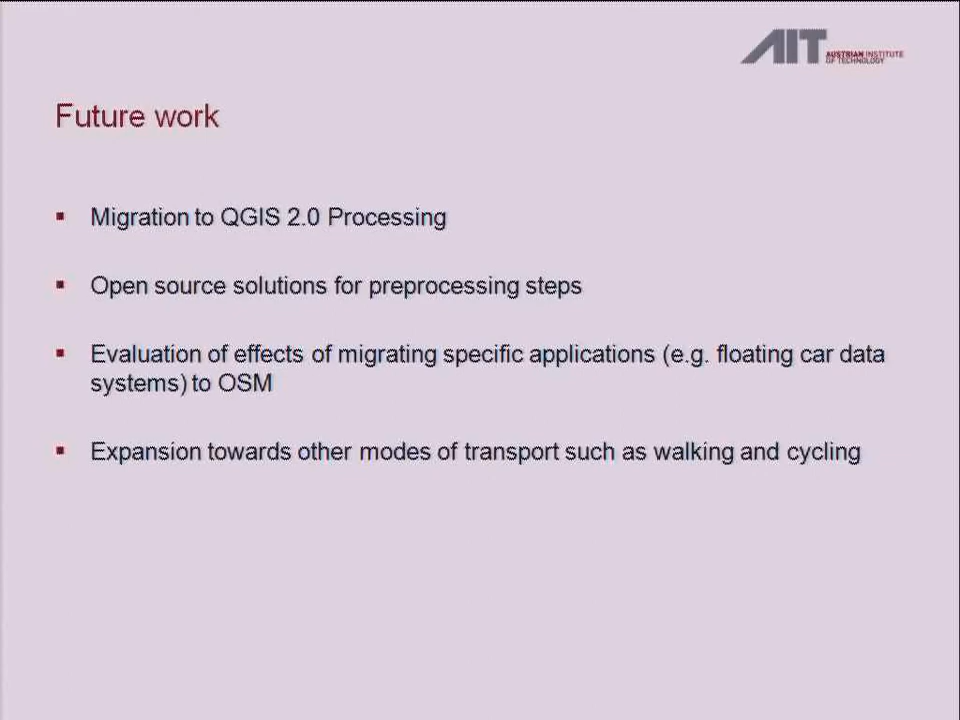 AIT
AUSTRIAN INSTITUTE
OF TECHNOLOGY
Future work
Migration to QGIS 2.0 Processing
Open source solutions for preprocessing steps
Evaluation of effects of migrating specific applications (e.g. floating car data
systems) to OSM
Expansion towards other modes of transport such as walking and cycling